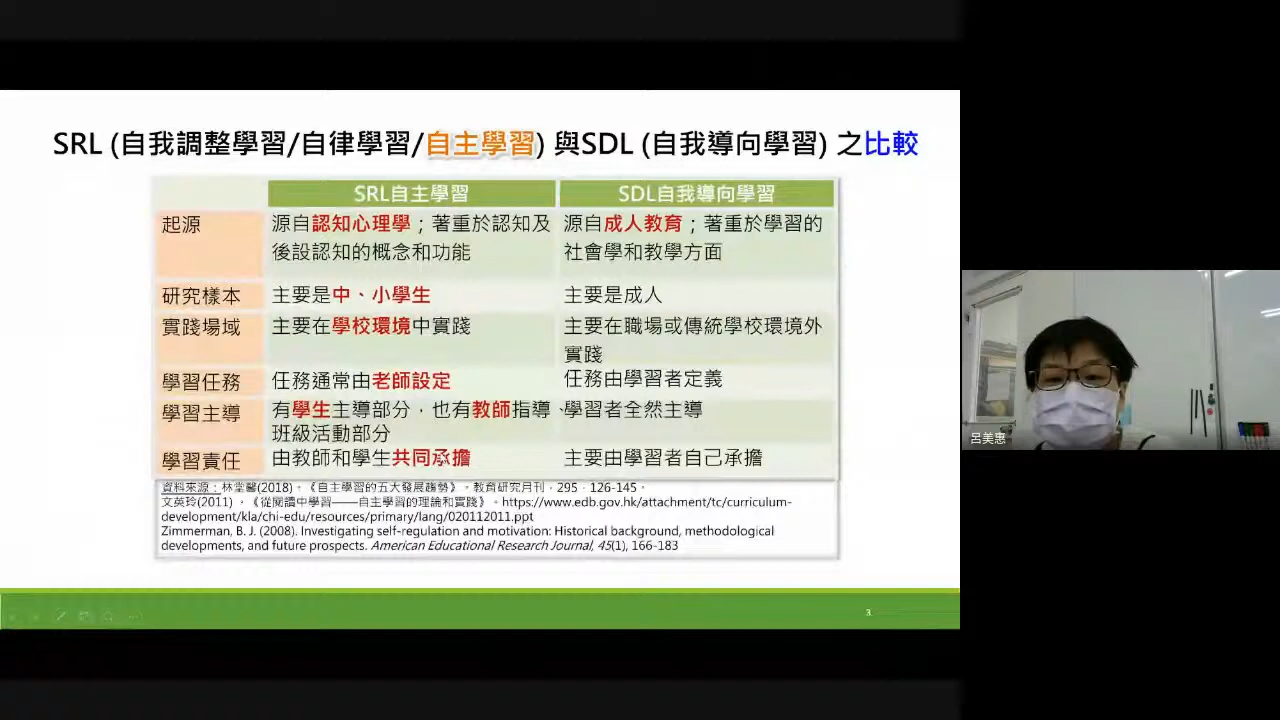 SRL (自我調整學習/自律學習/自主學習) 與SDL (自我導向學習) 之比較
SRL自主學習
SDL自我導向學習
起源
源自認知心理學；著重於認知及
後設認知的概念和功能
源自成人教育；著重於學習的
社會學和教學方面
研究樣本
主要是中、小學生
主要是成人
實踐場域
主要在學校環境中實踐
主要在職場或傳統學校環境外
實踐
學習任務
任務通常由老師設定
任務由學習者定義
學習主導
有學生主導部分，也有教師指導、
班級活動部分
學習者全然主導
學習責任
由教師和學生共同承擔
主要由學習者自己承擔
資料來源：林堂馨(2018)。《自主學習的五大發展趨勢》。教育研究月刊，295，126-145。
文英玲(2011)，《從閱讀中學習——自主學習的理論和實踐》。https://www.edb.gov.hk/attachment/tc/curriculum-
development/kla/chi-edu/resources/primary/lang/020112011.ppt
Zimmerman, B. J. (2008). Investigating self-regulation and motivation: Historical background, methodological
developments, and future prospects. American Educational Research Journal, 45(1), 166-183
3
呂美惠